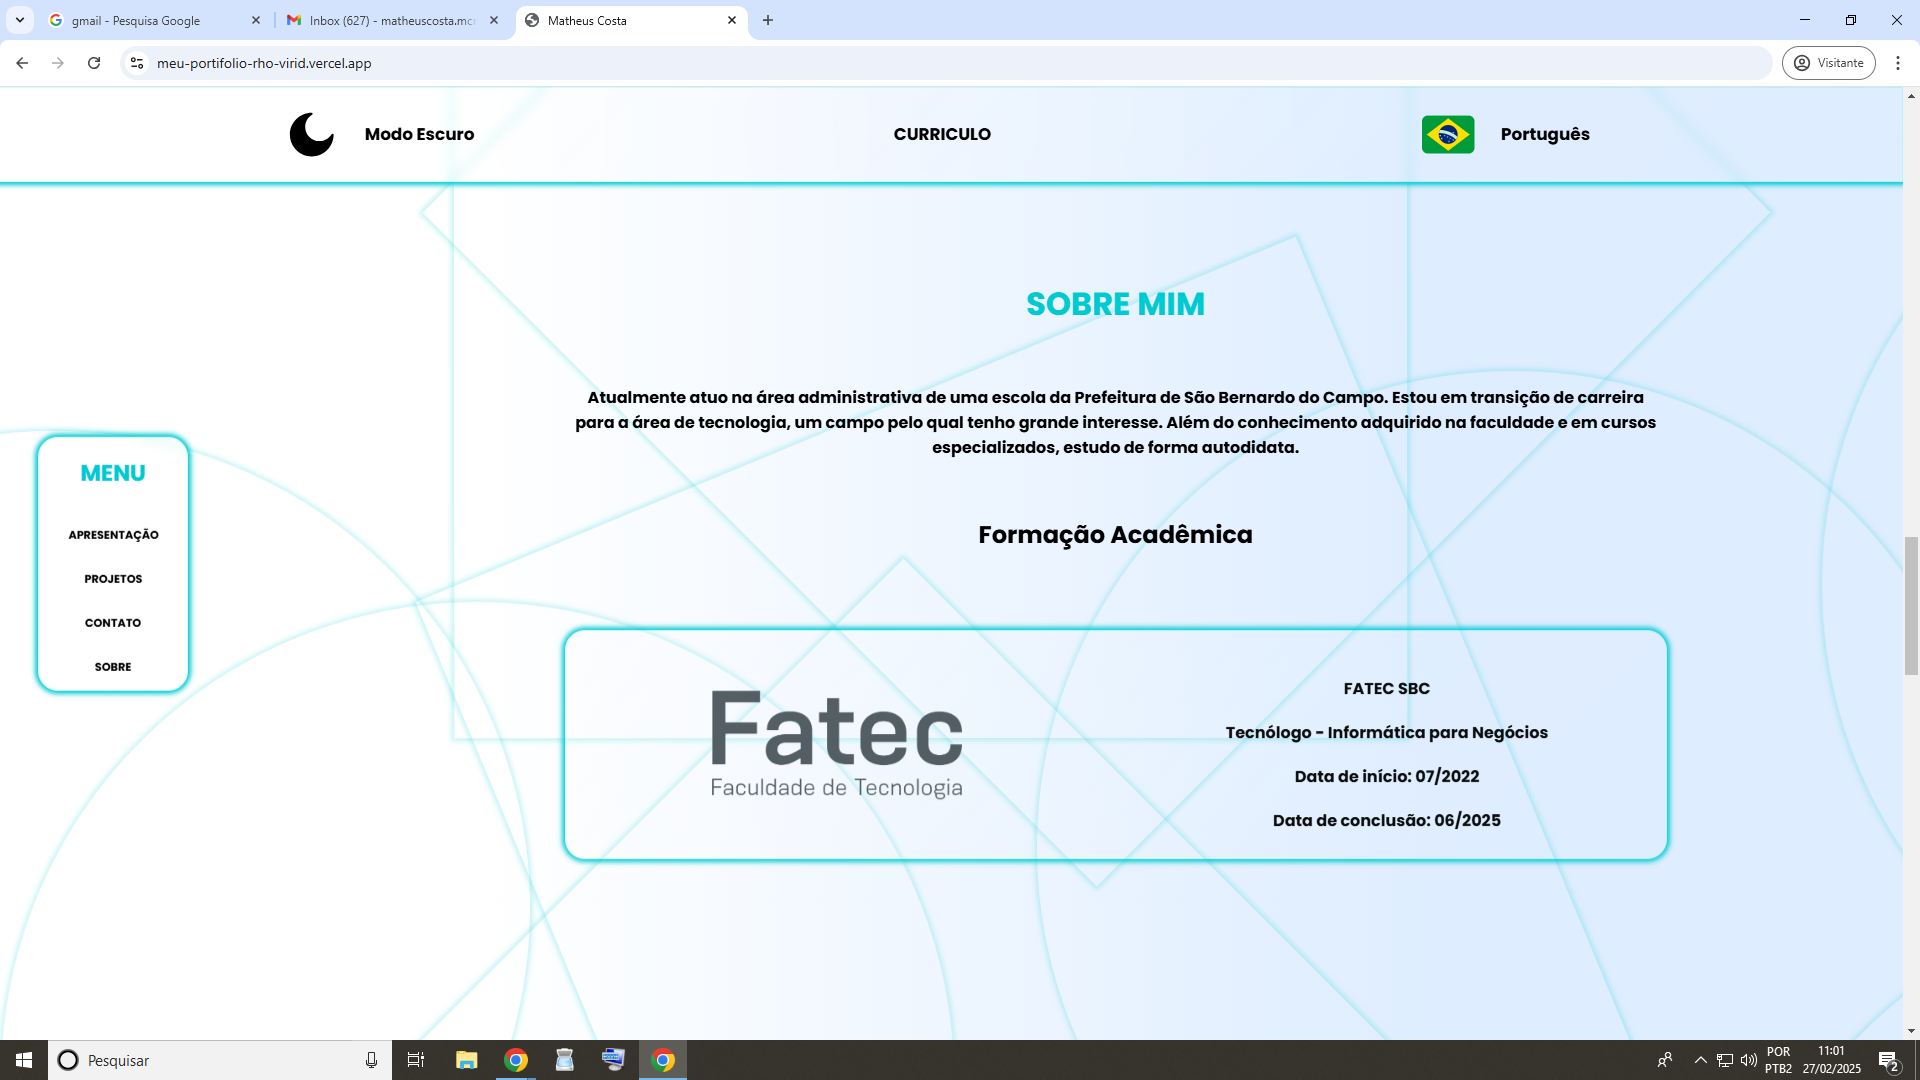 gmail - Pesquisa Google
Inbox (627) - matheuscosta.mc
Matheus Costa
meu-portifolio-rho-virid.vercel.app
Visitante
Modo Escuro
CURRICULO
Português
SOBRE MIM
Atualmente atuo na área administrativa de uma escola da Prefeitura de São Bernardo do Campo. Estou em transição de carreira
para a área de tecnologia, um campo pelo qual tenho grande interesse. Além do conhecimento adquirido na faculdade e em cursos
especializados, estudo de forma autodidata.
MENU
APRESENTAÇÃO
PROJETOS
CONTATO
SOBRE
Formação Acadêmica
Fatec
Faculdade de Tecnologia
FATEC SBC
Tecnólogo - Informática para Negócios
Data de início: 07/2022
Data de conclusão: 06/2025
Pesquisar
POR
PTB2
11:01
27/02/2025
2